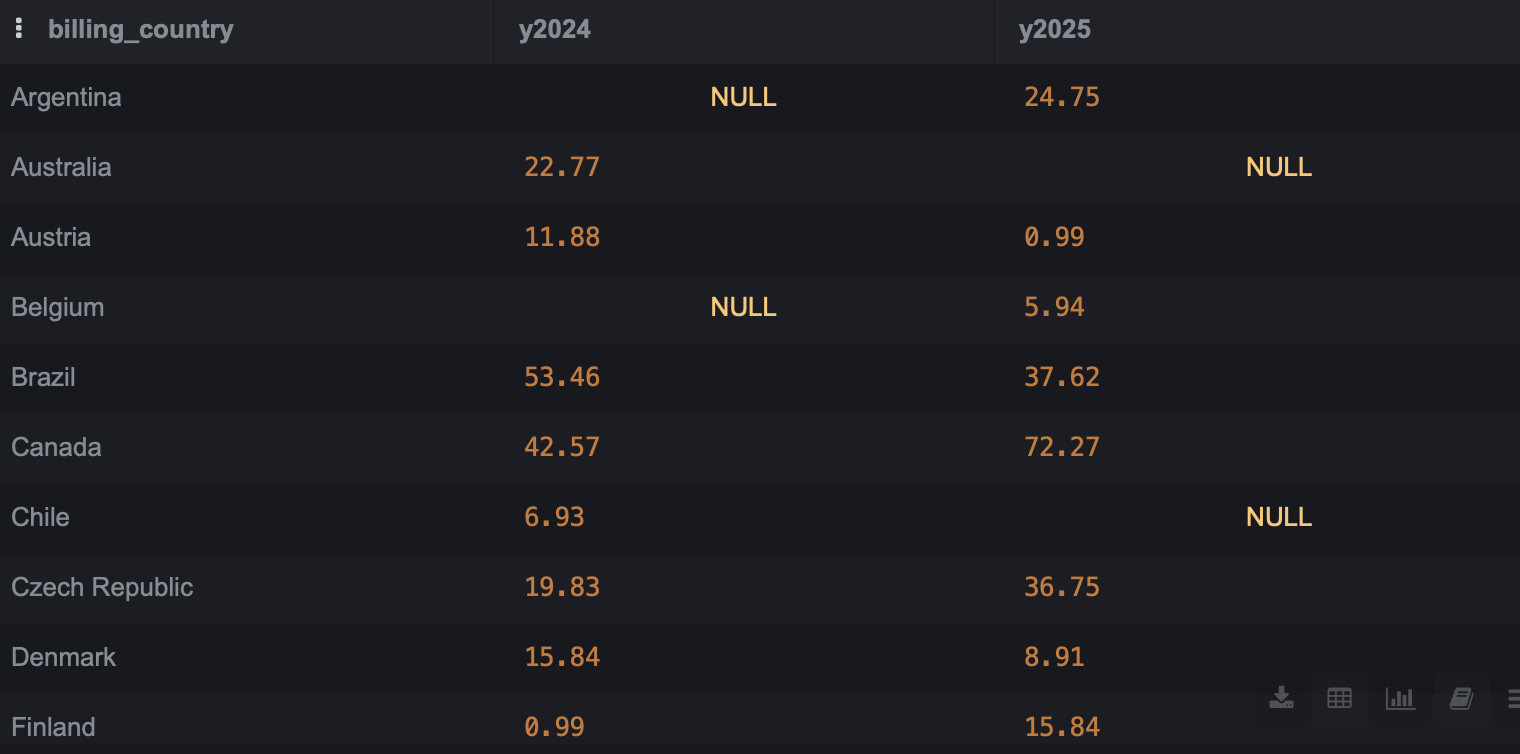 billing_country y2024 y2025
Argentina NULL 24.75
Australia 22.77 NULL
Austria 11.88 0.99
Belgium NULL 5.94
Brazil 53.46 37.62
Canada 42.57 72.27
Chile 6.93 NULL
Czech Republic 19.83 36.75
Denmark 15.84 8.91
Finland 0.99 15.84